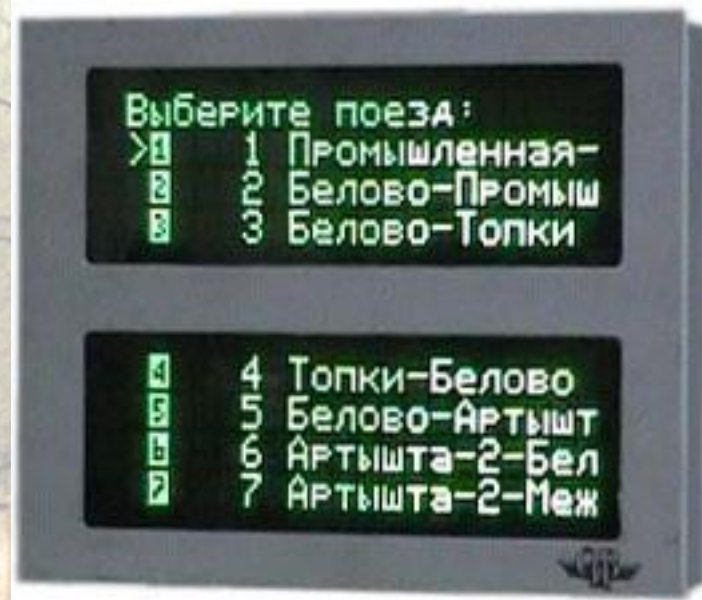 Выберите поезд:
>1 1 Промышленная-
2 2 Белово-Промыш
3 3 Белово-Топки
4 4 Топки-Белово
5 5 Белово-Артышт
6 6 Артышта-2-Бел
7 7 Артышта-2-Меж